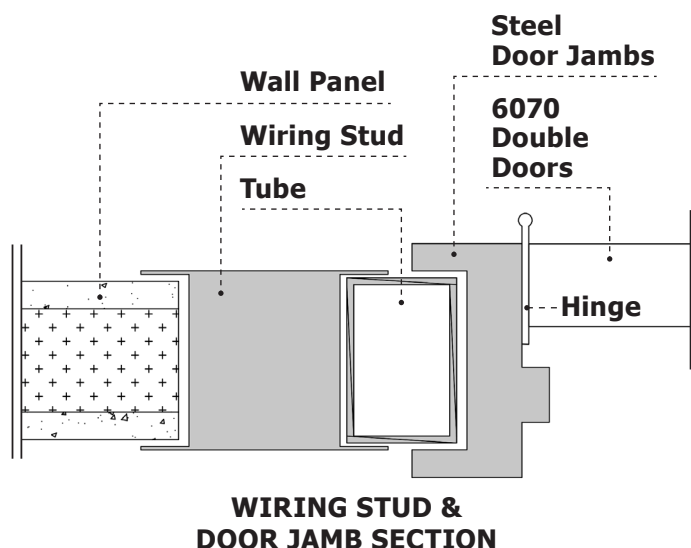 Steel
Door Jambs
Wall Panel
6070
Double
Doors
Wiring Stud
Tube
Hinge
WIRING STUD &
DOOR JAMB SECTION